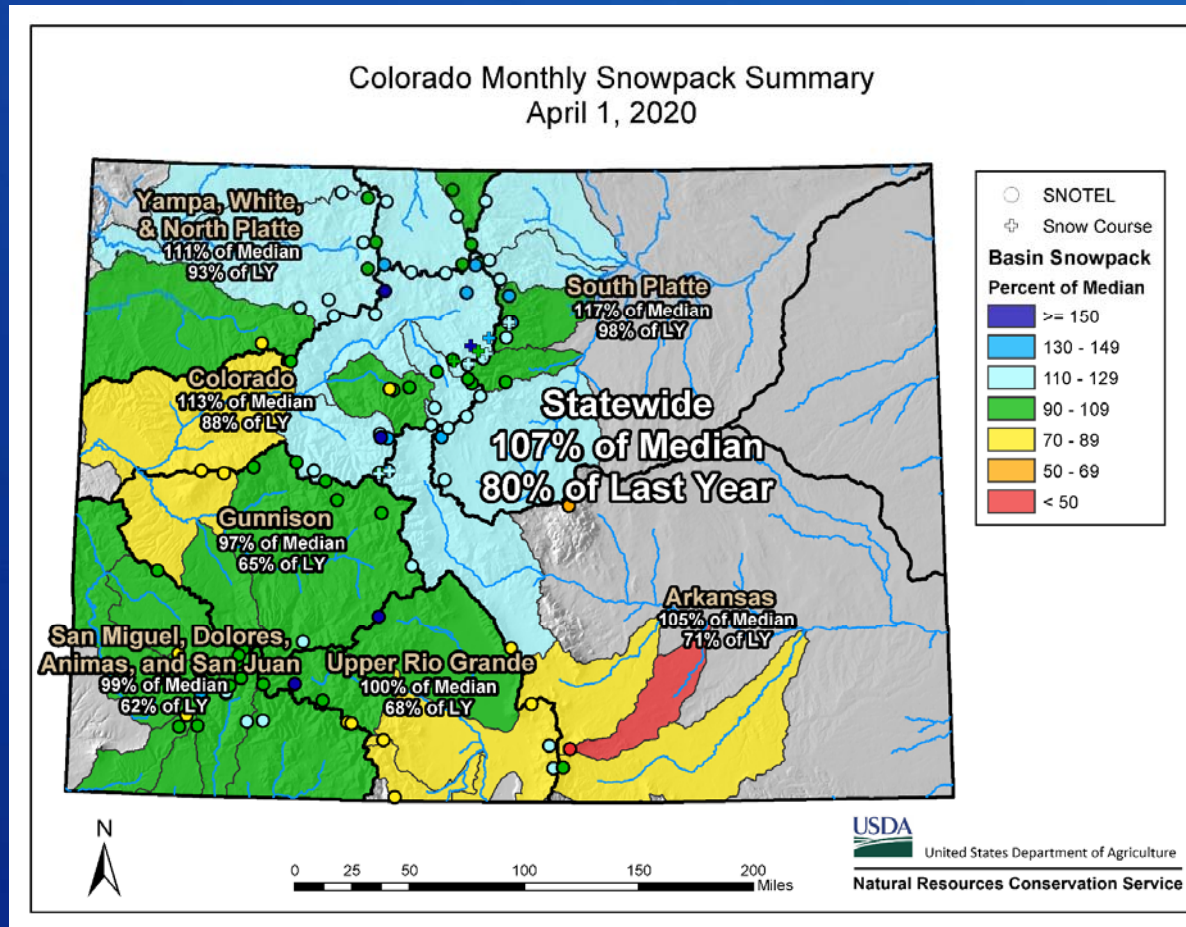 Colorado Monthly Snowpack Summary
April 1, 2020
Yampa, White,
& North Platte
111% of Median
93% of LY
South Platte
117% of Median
98% of LY
Colorado
113% of Median
88% of LY
Statewide
107% of Median
80% of Last Year
Gunnison
97% of Median
65% of LY
Arkansas
105% of Median
71% of LY
San Miguel, Dolores,
Animas, and San Juan
99% of Median
62% of LY
Upper Rio Grande
100% of Median
68% of LY
SNOTEL
Snow Course
Basin Snowpack
Percent of Median
>= 150
130 - 149
110 - 129
90 - 109
70 - 89
50 - 69
< 50
N
0 25 50 100 150 200
Miles
USDA
United States Department of Agriculture
Natural Resources Conservation Service